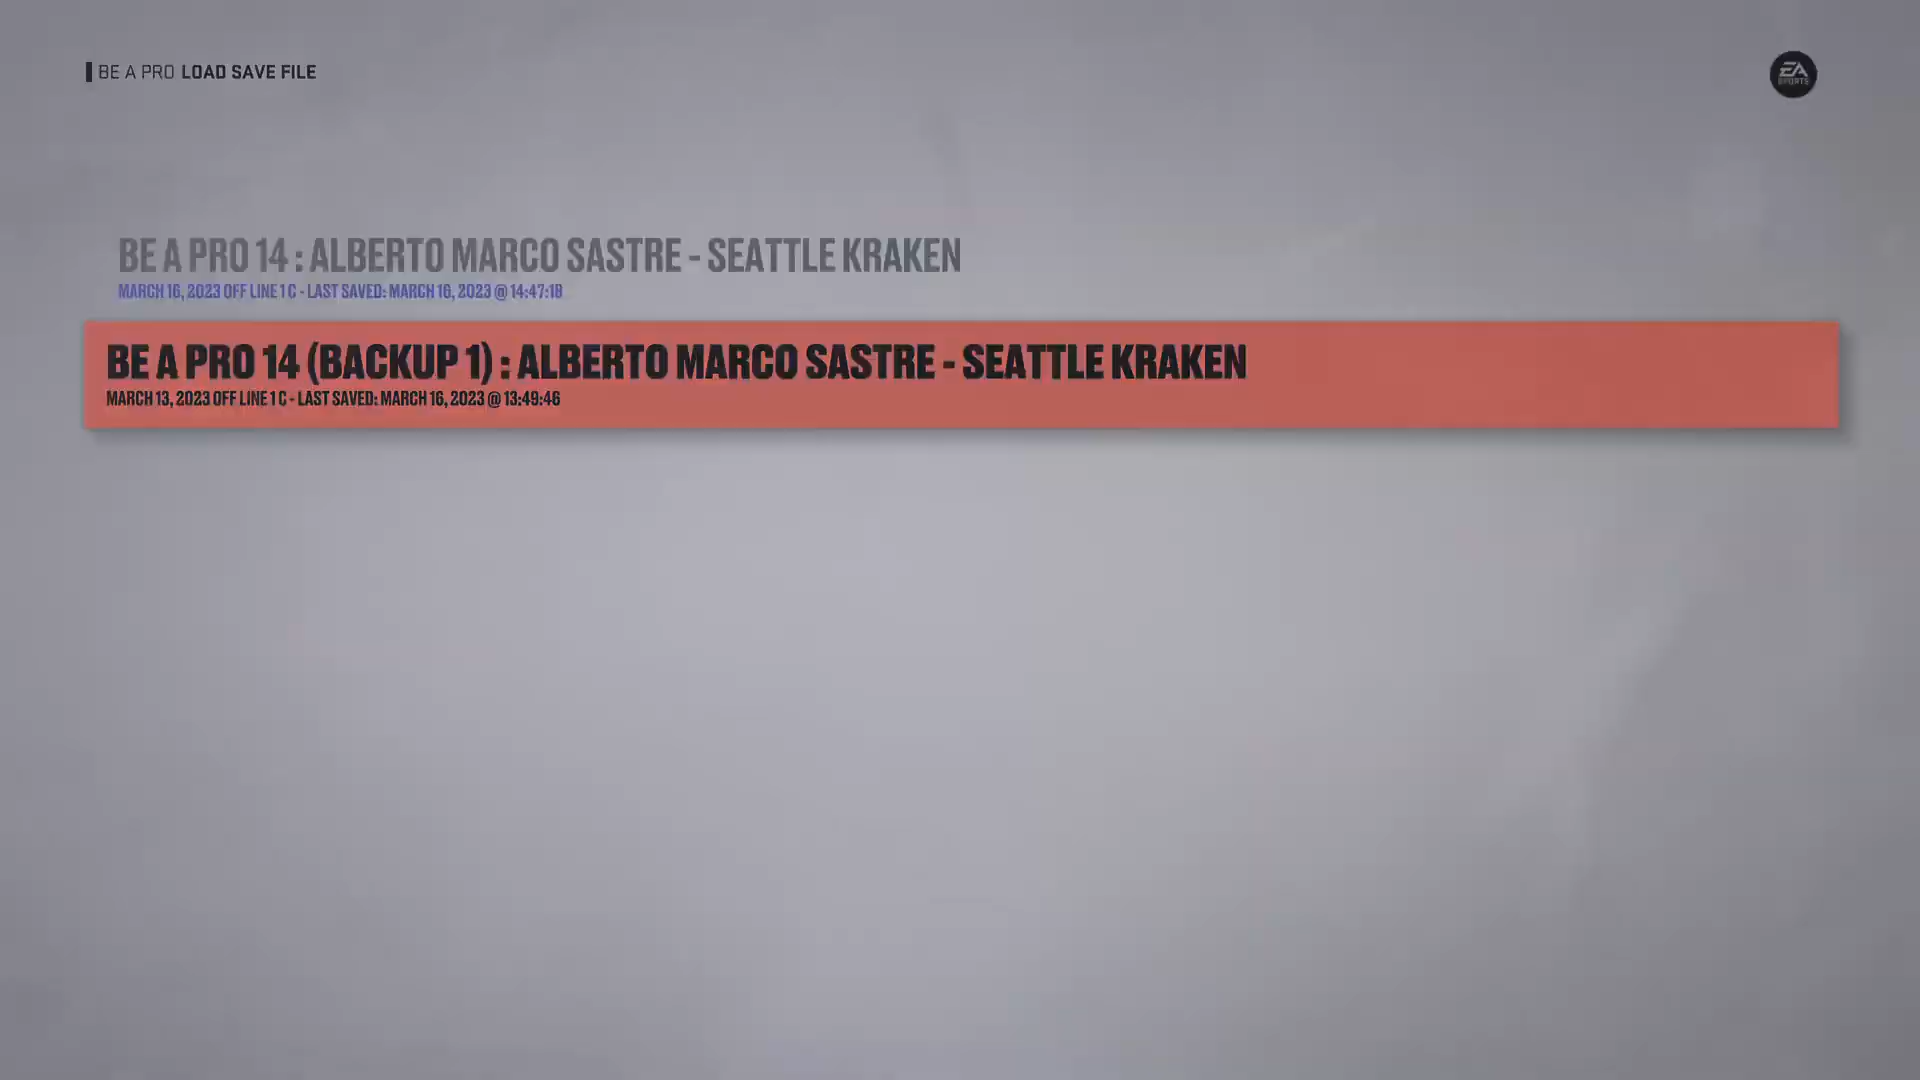 BE A PRO LOAD SAVE FILE
EA SPORTS
BE A PRO 14 : ALBERTO MARCO SASTRE - SEATTLE KRAKEN
MARCH 16, 2023 OFF LINE 1 C - LAST SAVED: MARCH 16, 2023 @ 14:47:18
BE A PRO 14 (BACKUP 1) : ALBERTO MARCO SASTRE - SEATTLE KRAKEN
MARCH 13, 2023 OFF LINE 1 C - LAST SAVED: MARCH 16, 2023 @ 13:49:46